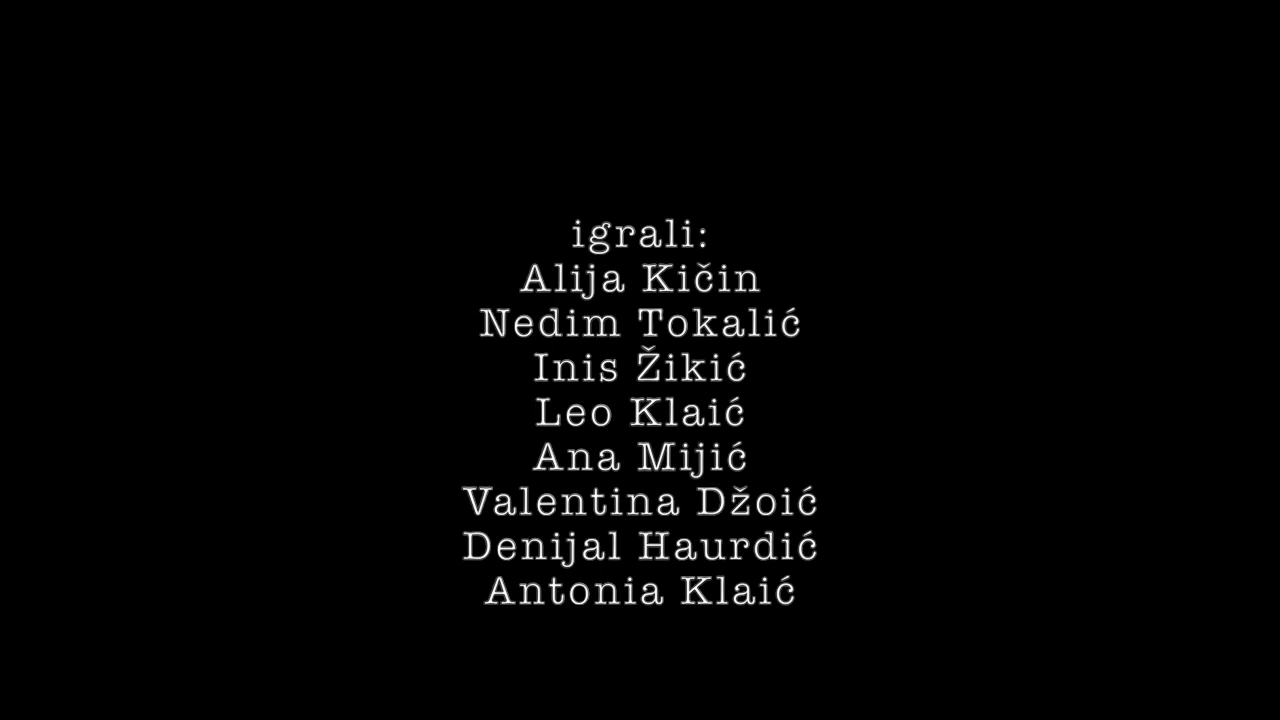 igrali:
Alija Kičin
Nedim Tokalić
Inis Žikić
Leo Klaić
Ana Mijić
Valentina Džoić
Denijal Haurdić
Antonia Klaić